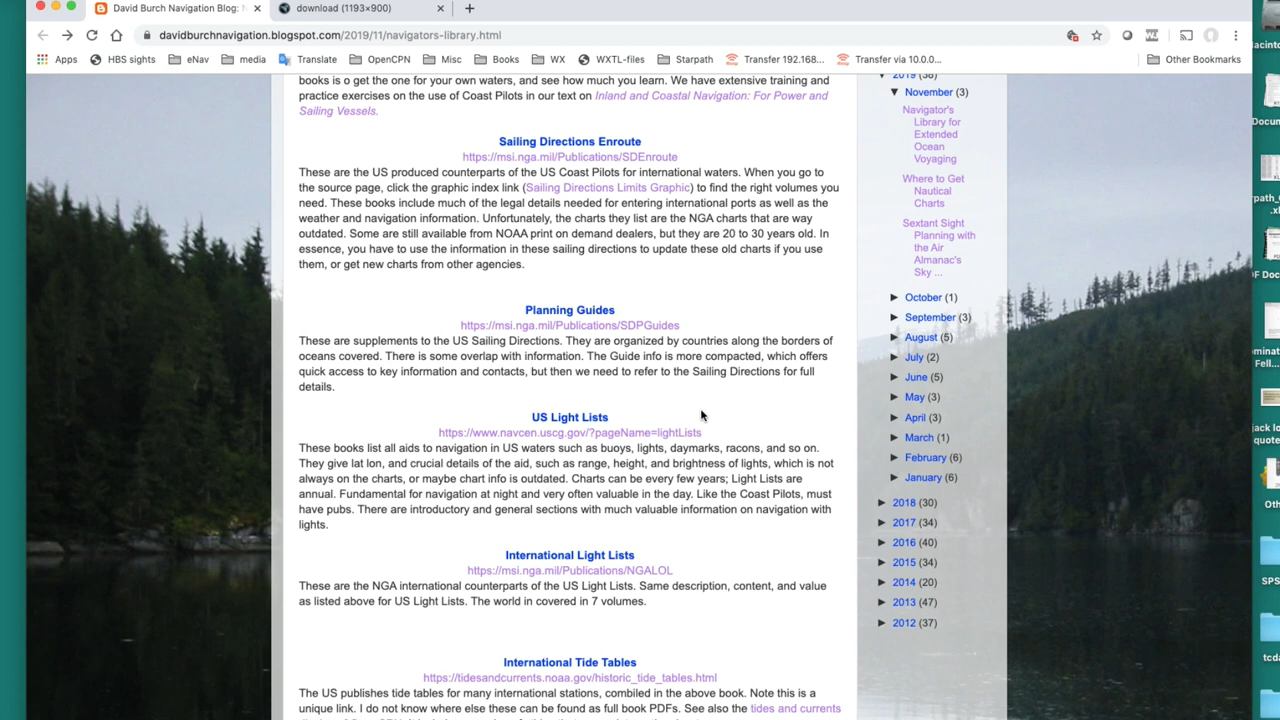 David Burch Navigation Blog: N
download (1193×900)
davidburchnavigation.blogspot.com/2019/11/navigators-library.html
Apps HBS sights eNav media Translate OpenCPN Misc Books WX WXTL-files Starpath Transfer 192.168... Transfer via 10.0.0... Other Bookmarks
books is o get the one for your own waters, and see how much you learn. We have extensive training and
practice exercises on the use of Coast Pilots in our text on Inland and Coastal Navigation: For Power and
Sailing Vessels.
Sailing Directions Enroute
https://msi.nga.mil/Publications/SDEnroute
These are the US produced counterparts of the US Coast Pilots for international waters. When you go to
the source page, click the graphic index link (Sailing Directions Limits Graphic) to find the right volumes you
need. These books include much of the legal details needed for entering international ports as well as the
weather and navigation information. Unfortunately, the charts they list are the NGA charts that are way
outdated. Some are still available from NOAA print on demand dealers, but they are 20 to 30 years old. In
essence, you have to use the information in these sailing directions to update these old charts if you use
them, or get new charts from other agencies.
Planning Guides
https://msi.nga.mil/Publications/SDPGuides
These are supplements to the US Sailing Directions. They are organized by countries along the borders of
oceans covered. There is some overlap with information. The Guide info is more compacted, which offers
quick access to key information and contacts, but then we need to refer to the Sailing Directions for full
details.
US Light Lists
https://www.navcen.uscg.gov/?pageName=lightLists
These books list all aids to navigation in US waters such as buoys, lights, daymarks, racons, and so on.
They give lat lon, and crucial details of the aid, such as range, height, and brightness of lights, which is not
always on the charts, or maybe chart info is outdated. Charts can be every few years; Light Lists are
annual. Fundamental for navigation at night and very often valuable in the day. Like the Coast Pilots, must
have pubs. There are introductory and general sections with much valuable information on navigation with
lights.
International Light Lists
https://msi.nga.mil/Publications/NGALOL
These are the NGA international counterparts of the US Light Lists. Same description, content, and value
as listed above for US Light Lists. The world in covered in 7 volumes.
International Tide Tables
https://tidesandcurrents.noaa.gov/historic_tide_tables.html
The US publishes tide tables for many international stations, combiled in the above book. Note this is a
unique link. I do not know where else these can be found as full book PDFs. See also the tides and currents
2019 (38)
November (3)
Navigator's
Library for
Extended
Ocean
Voyaging
Where to Get
Nautical
Charts
Sextant Sight
Planning with
the Air
Almanac's
Sky ...
October (1)
September (3)
August (5)
July (2)
June (5)
May (3)
April (3)
March (1)
February (6)
January (6)
2018 (30)
2017 (34)
2016 (40)
2015 (34)
2014 (20)
2013 (47)
2012 (37)
acinto
Docum
rpath_
.xl
DF Doc
minat
Fell...
jack lo
quote
Oth
SPS
tcda